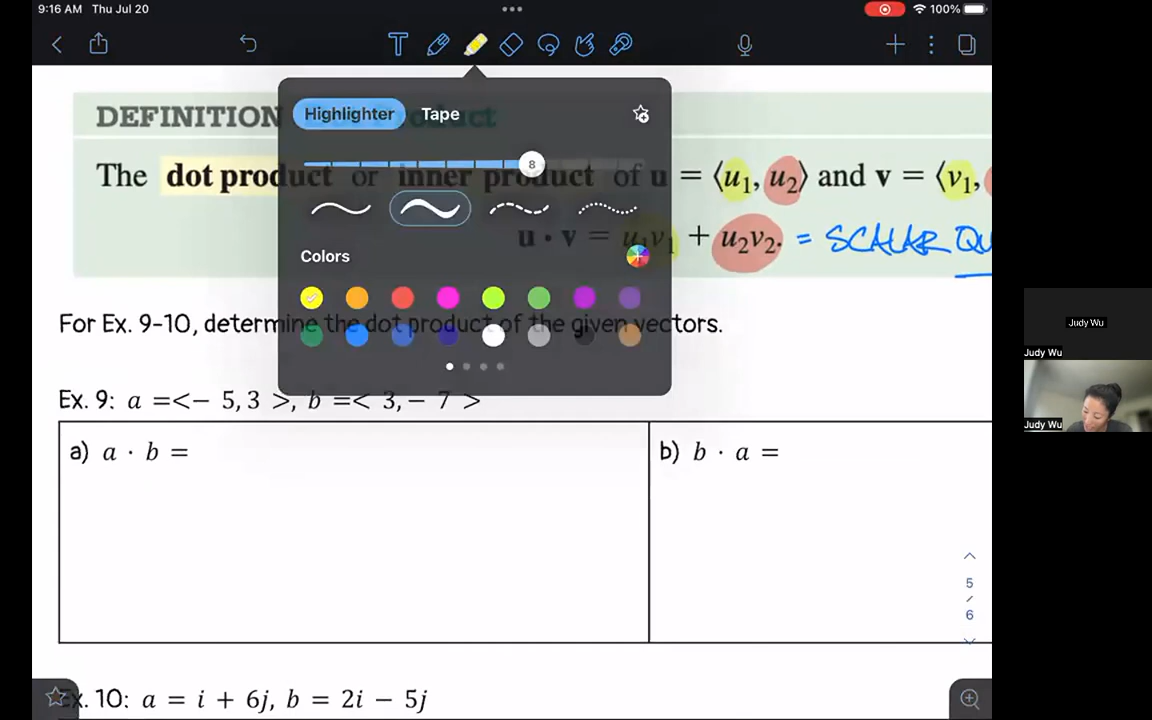 9:16 AM Thu Jul 20
100%
Highlighter Tape
8
Colors
DEFINITION
The dot product or inner product of u = ⟨u₁, u₂⟩ and v = ⟨v₁,
u · v = u₁v₁ + u₂v₂. = SCALAR QU
For Ex. 9-10, determine the dot product of the given vectors.
Ex. 9: a =<− 5, 3 >, b =< 3, − 7 >
a) a · b =
b) b · a =
5
/
6
Ex. 10: a = i + 6j, b = 2i − 5j
Judy Wu
Judy Wu
Judy Wu